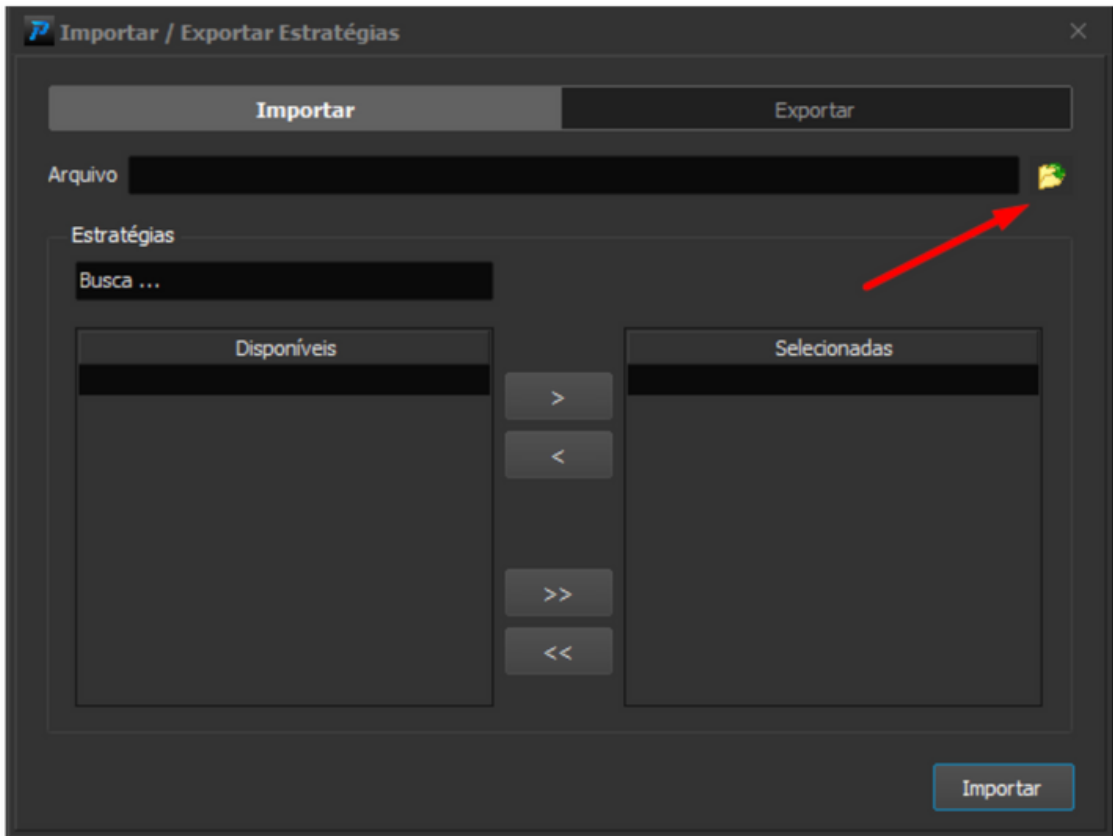 Importar / Exportar Estratégias
Importar Exportar
Arquivo
Estratégias
Busca ...
Disponíveis Selecionadas
>
<
>>
<<
Importar